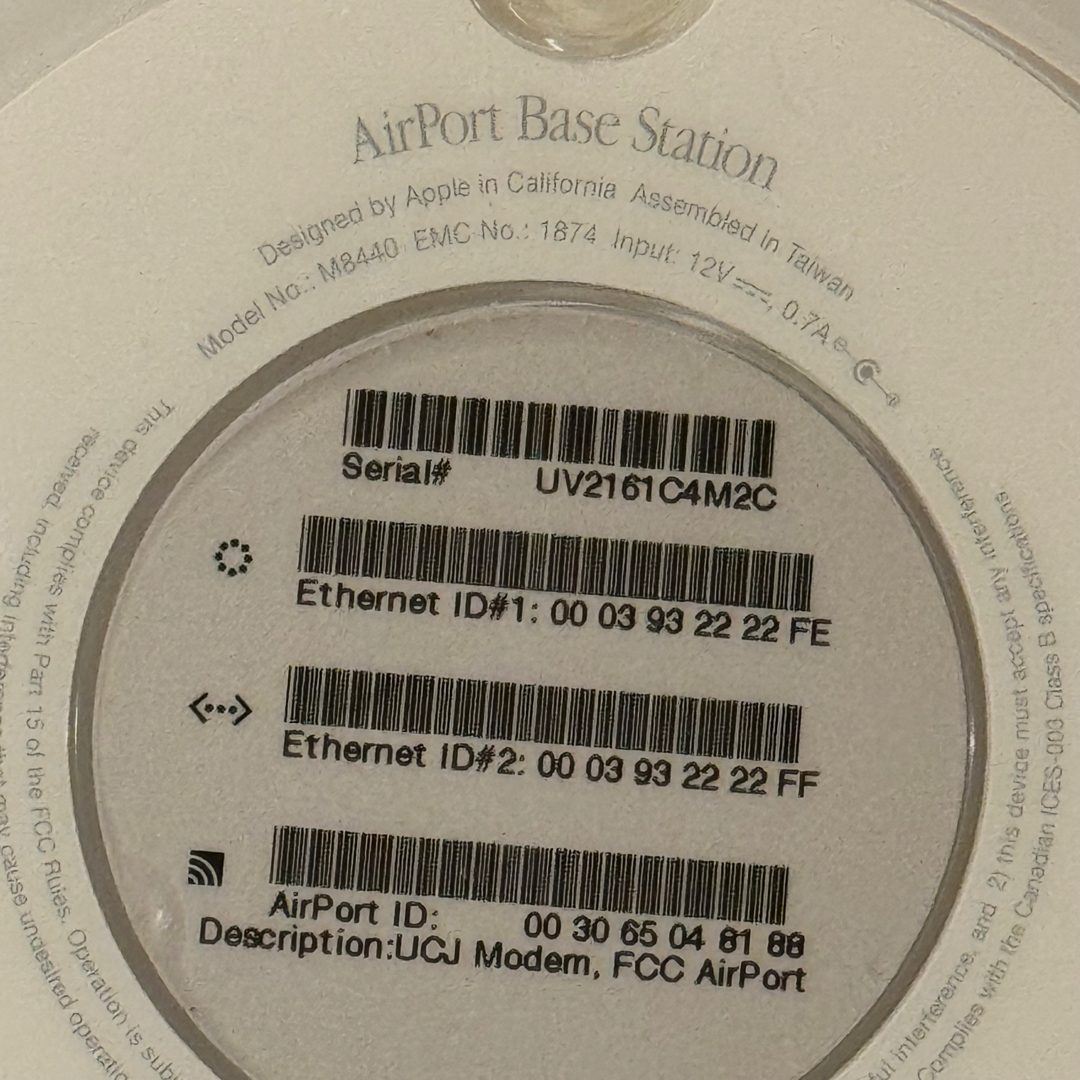 AirPort Base Station
Designed by Apple in California Assembled in Taiwan
Model No.: M8440 EMC No.: 1874 Input: 12V ⎓, 0.7A
Serial# UV2161C4M2C
Ethernet ID#1: 00 03 93 22 22 FE
Ethernet ID#2: 00 03 93 22 22 FF
AirPort ID: 00 30 65 04 81 88
Description:UCJ Modem, FCC AirPort
This device complies with Part 15 of the FCC Rules. Operation is
interference, and 2) this device must accept any interference
received, including interference that may cause undesired
Complies with the Canadian ICES-003 Class B specifications.